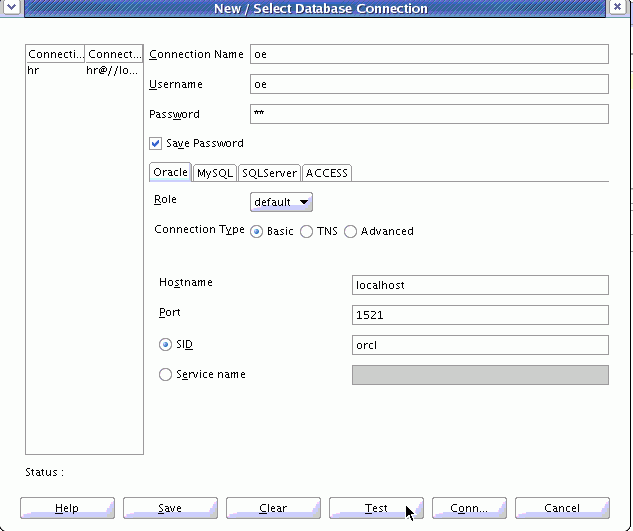 New / Select Database Connection
Connecti... Connect...
hr hr@//lo...
Connection Name oe
Username oe
Password **
Save Password
Oracle MySQL SQLServer ACCESS
Role default
Connection Type Basic TNS Advanced
Hostname localhost
Port 1521
SID orcl
Service name
Status :
Help Save Clear Test Conn... Cancel